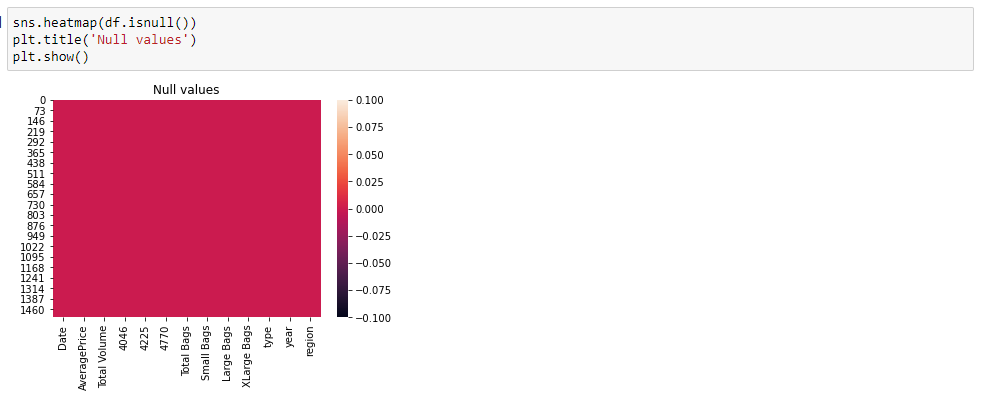 sns.heatmap(df.isnull())
plt.title('Null values')
plt.show()
Null values
0
73
146
219
292
365
438
511
584
657
730
803
876
949
1022
1095
1168
1241
1314
1387
1460
Date
AveragePrice
Total Volume
4046
4225
4770
Total Bags
Small Bags
Large Bags
XLarge Bags
type
year
region
0.100
0.075
0.050
0.025
0.000
−0.025
−0.050
−0.075
−0.100